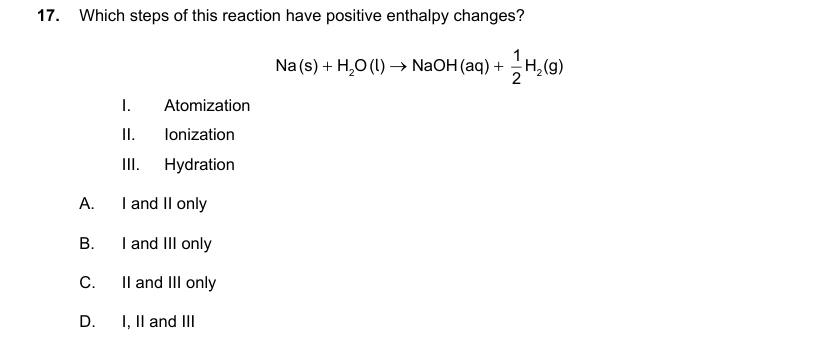 17. Which steps of this reaction have positive enthalpy changes?
Na (s) + H₂O (l) → NaOH (aq) + 1/2 H₂ (g)
I. Atomization
II. Ionization
III. Hydration
A. I and II only
B. I and III only
C. II and III only
D. I, II and III